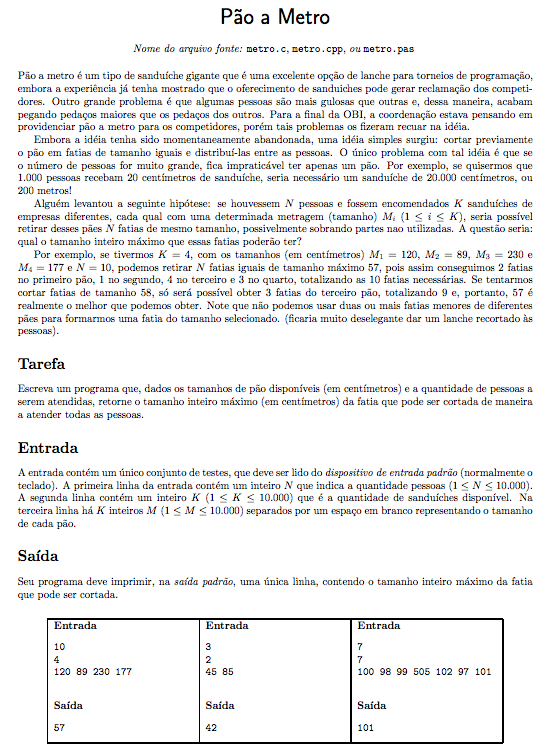 Pão a Metro
Nome do arquivo fonte: metro.c, metro.cpp, ou metro.pas
Pão a metro é um tipo de sanduíche gigante que é uma excelente opção de lanche para torneios de programação,
embora a experiência já tenha mostrado que o oferecimento de sanduiches pode gerar reclamação dos competi-
dores. Outro grande problema é que algumas pessoas são mais gulosas que outras e, dessa maneira, acabam
pegando pedaços maiores que os pedaços dos outros. Para a final da OBI, a coordenação estava pensando em
providenciar pão a metro para os competidores, porém tais problemas os fizeram recuar na idéia.
Embora a idéia tenha sido momentaneamente abandonada, uma idéia simples surgiu: cortar previamente
o pão em fatias de tamanho iguais e distribuí-las entre as pessoas. O único problema com tal idéia é que se
o número de pessoas for muito grande, fica impraticável ter apenas um pão. Por exemplo, se quisermos que
1.000 pessoas recebam 20 centímetros de sanduíche, seria necessário um sanduíche de 20.000 centímetros, ou
200 metros!
Alguém levantou a seguinte hipótese: se houvessem N pessoas e fossem encomendados K sanduíches de
empresas diferentes, cada qual com uma determinada metragem (tamanho) Mi (1 ≤ i ≤ K), seria possível
retirar desses pães N fatias de mesmo tamanho, possivelmente sobrando partes nao utilizadas. A questão seria:
qual o tamanho inteiro máximo que essas fatias poderão ter?
Por exemplo, se tivermos K = 4, com os tamanhos (em centímetros) M1 = 120, M2 = 89, M3 = 230 e
M4 = 177 e N = 10, podemos retirar N fatias iguais de tamanho máximo 57, pois assim conseguimos 2 fatias
no primeiro pão, 1 no segundo, 4 no terceiro e 3 no quarto, totalizando as 10 fatias necessárias. Se tentarmos
cortar fatias de tamanho 58, só será possível obter 3 fatias do terceiro pão, totalizando 9 e, portanto, 57 é
realmente o melhor que podemos obter. Note que não podemos usar duas ou mais fatias menores de diferentes
pães para formarmos uma fatia do tamanho selecionado. (ficaria muito deselegante dar um lanche recortado às
pessoas).
Tarefa
Escreva um programa que, dados os tamanhos de pão disponíveis (em centímetros) e a quantidade de pessoas a
serem atendidas, retorne o tamanho inteiro máximo (em centímetros) da fatia que pode ser cortada de maneira
a atender todas as pessoas.
Entrada
A entrada contém um único conjunto de testes, que deve ser lido do dispositivo de entrada padrão (normalmente o
teclado). A primeira linha da entrada contém um inteiro N que indica a quantidade pessoas (1 ≤ N ≤ 10.000).
A segunda linha contém um inteiro K (1 ≤ K ≤ 10.000) que é a quantidade de sanduíches disponível. Na
terceira linha há K inteiros M (1 ≤ M ≤ 10.000) separados por um espaço em branco representando o tamanho
de cada pão.
Saída
Seu programa deve imprimir, na saída padrão, uma única linha, contendo o tamanho inteiro máximo da fatia
que pode ser cortada.
Entrada
10
4
120 89 230 177
Saída
57
Entrada
3
2
45 85
Saída
42
Entrada
7
7
100 98 99 505 102 97 101
Saída
101